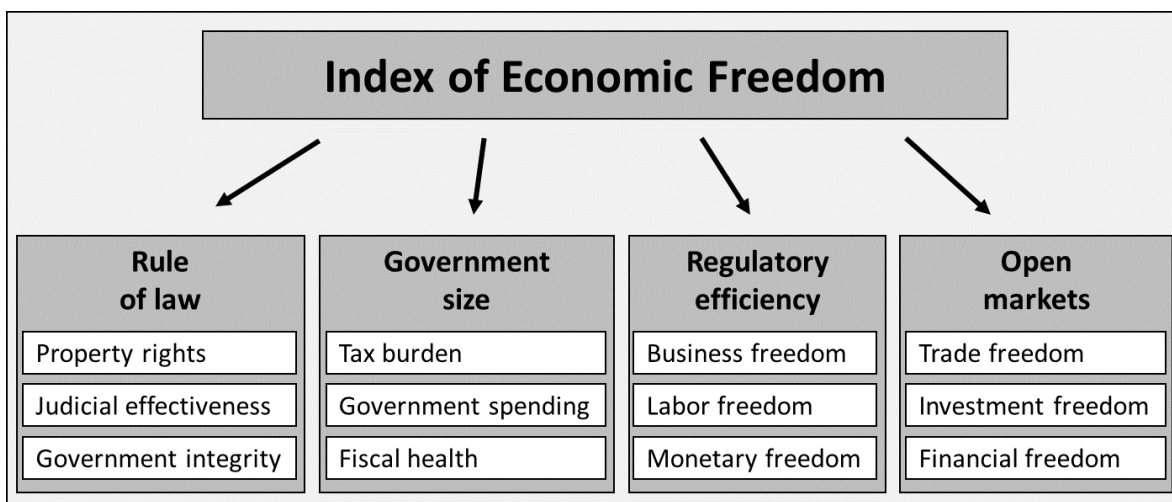 Index of Economic Freedom
Rule
of law
Property rights
Judicial effectiveness
Government integrity
Government
size
Tax burden
Government spending
Fiscal health
Regulatory
efficiency
Business freedom
Labor freedom
Monetary freedom
Open
markets
Trade freedom
Investment freedom
Financial freedom